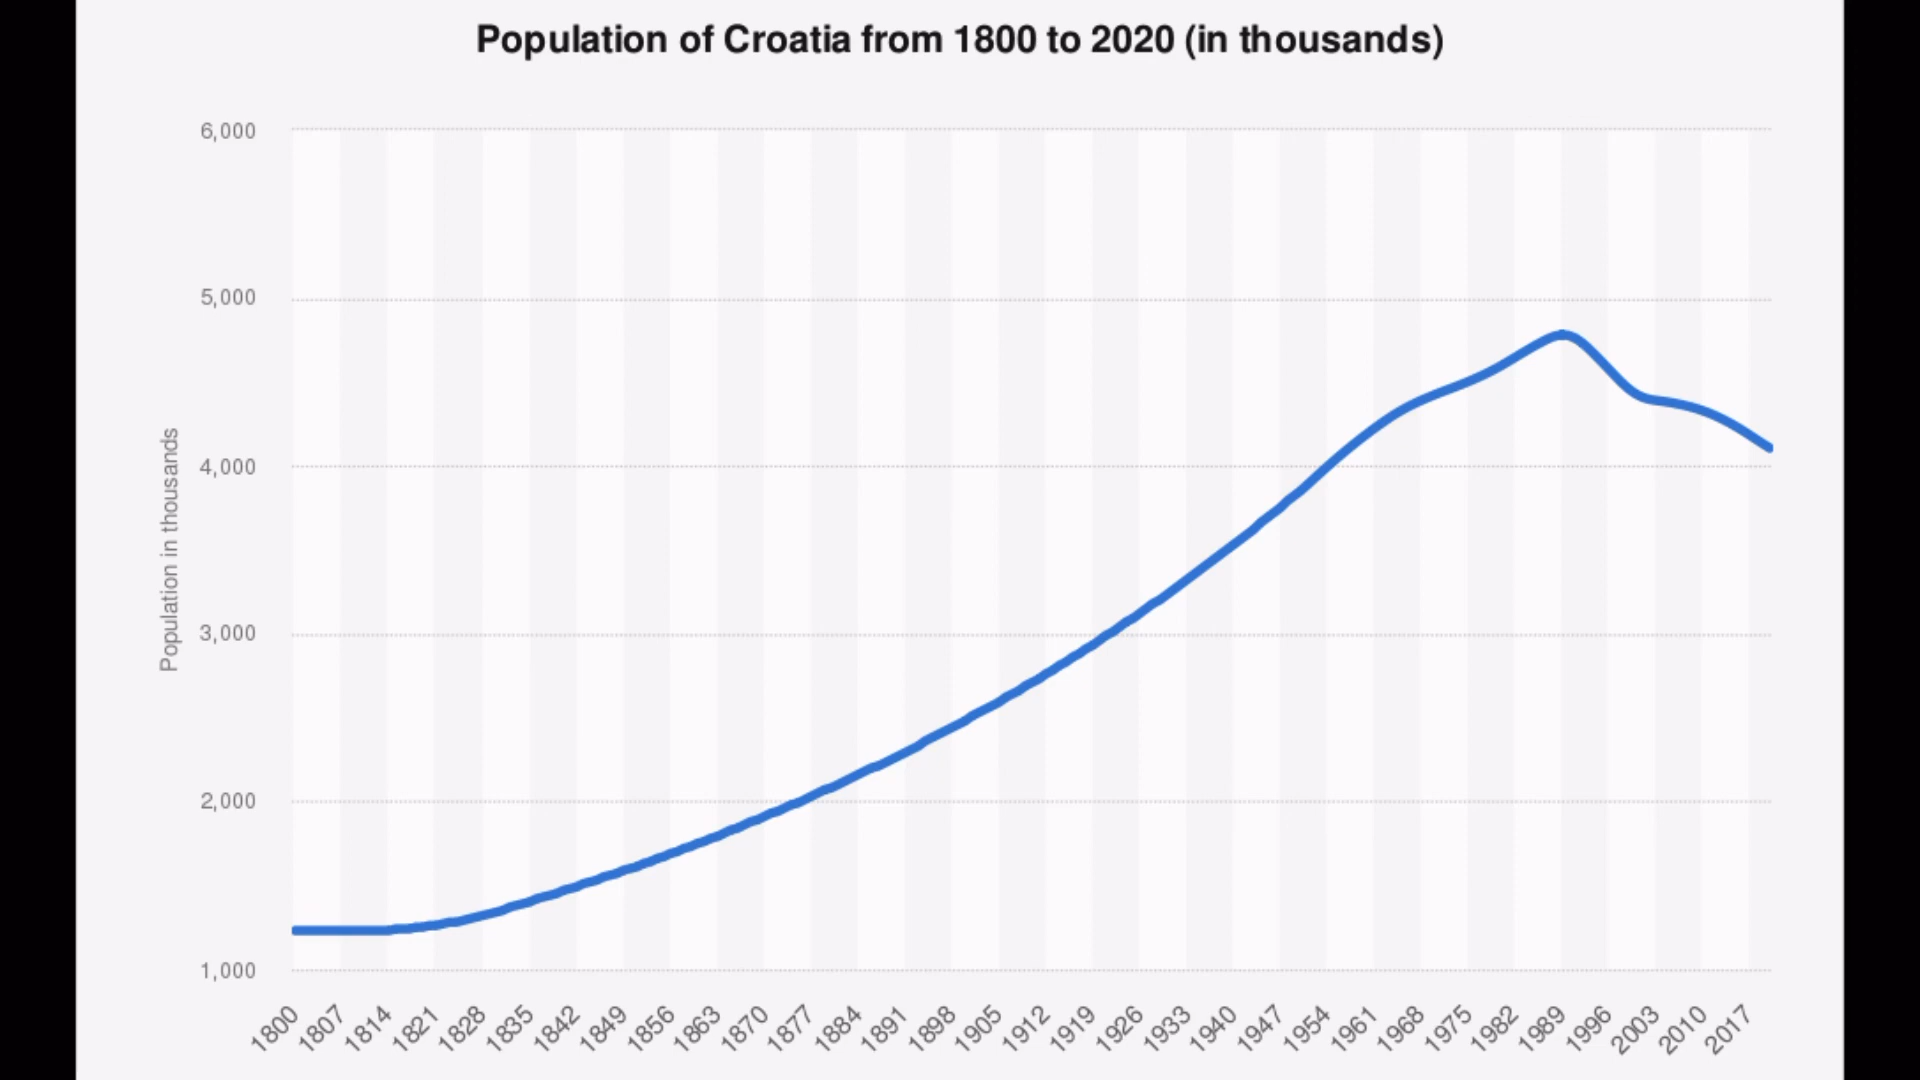 Population of Croatia from 1800 to 2020 (in thousands)
6,000
5,000
4,000
3,000
2,000
1,000
Population in thousands
1800 1807 1814 1821 1828 1835 1842 1849 1856 1863 1870 1877 1884 1891 1898 1905 1912 1919 1926 1933 1940 1947 1954 1961 1968 1975 1982 1989 1996 2003 2010 2017